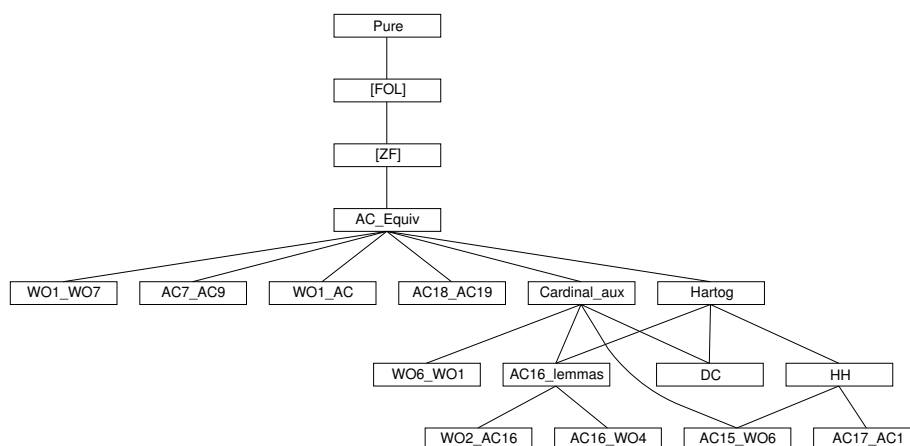 Pure
[FOL]
[ZF]
AC_Equiv
WO1_WO7 AC7_AC9 WO1_AC AC18_AC19 Cardinal_aux Hartog
WO6_WO1 AC16_lemmas DC HH
WO2_AC16 AC16_WO4 AC15_WO6 AC17_AC1